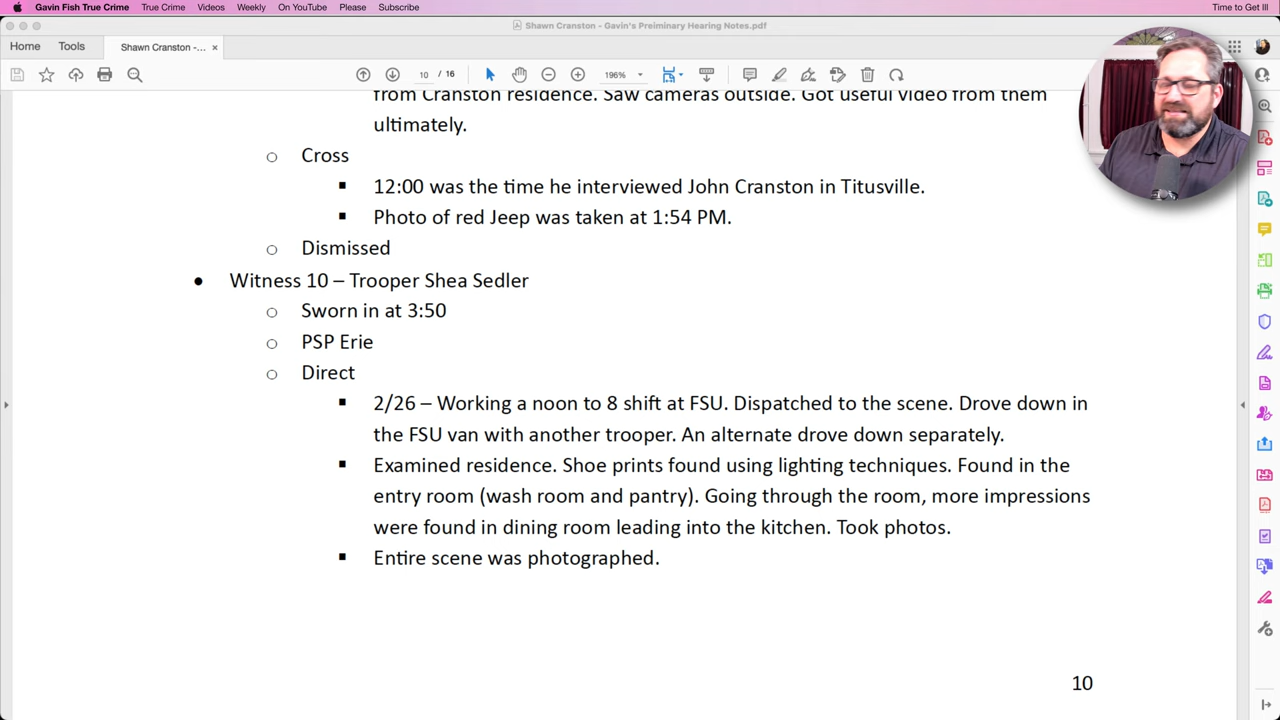 Gavin Fish True Crime True Crime Videos Weekly On YouTube Please Subscribe Time to Get Ill
Shawn Cranston - Gavin's Preiminary Hearing Notes.pdf
Home Tools Shawn Cranston -... ×
10 / 16 196%
from Cranston residence. Saw cameras outside. Got useful video from them
ultimately.
○ Cross
▪ 12:00 was the time he interviewed John Cranston in Titusville.
▪ Photo of red Jeep was taken at 1:54 PM.
○ Dismissed
● Witness 10 – Trooper Shea Sedler
○ Sworn in at 3:50
○ PSP Erie
○ Direct
▪ 2/26 – Working a noon to 8 shift at FSU. Dispatched to the scene. Drove down in
the FSU van with another trooper. An alternate drove down separately.
▪ Examined residence. Shoe prints found using lighting techniques. Found in the
entry room (wash room and pantry). Going through the room, more impressions
were found in dining room leading into the kitchen. Took photos.
▪ Entire scene was photographed.
10